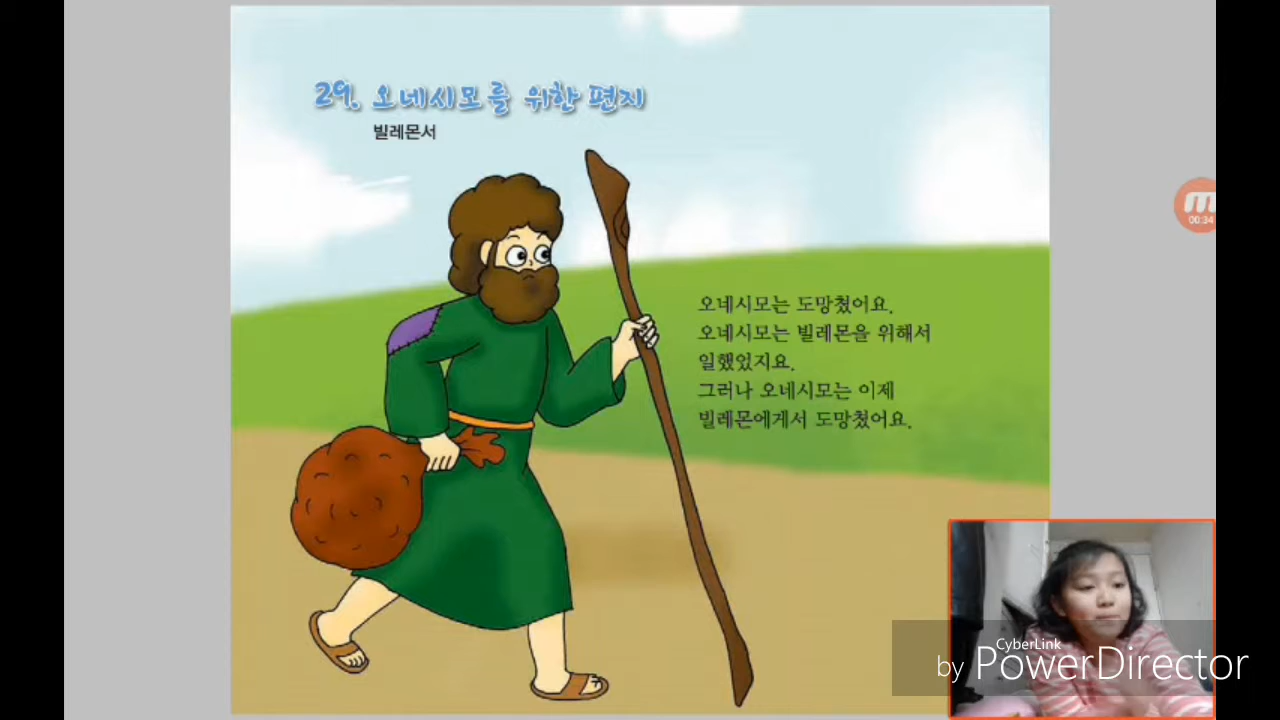 29. 오네시모를 위한 편지
빌레몬서
오네시모는 도망쳤어요.
오네시모는 빌레몬을 위해서
일했었지요.
그러나 오네시모는 이제
빌레몬에게서 도망쳤어요.
00:34
CyberLink
by PowerDirector